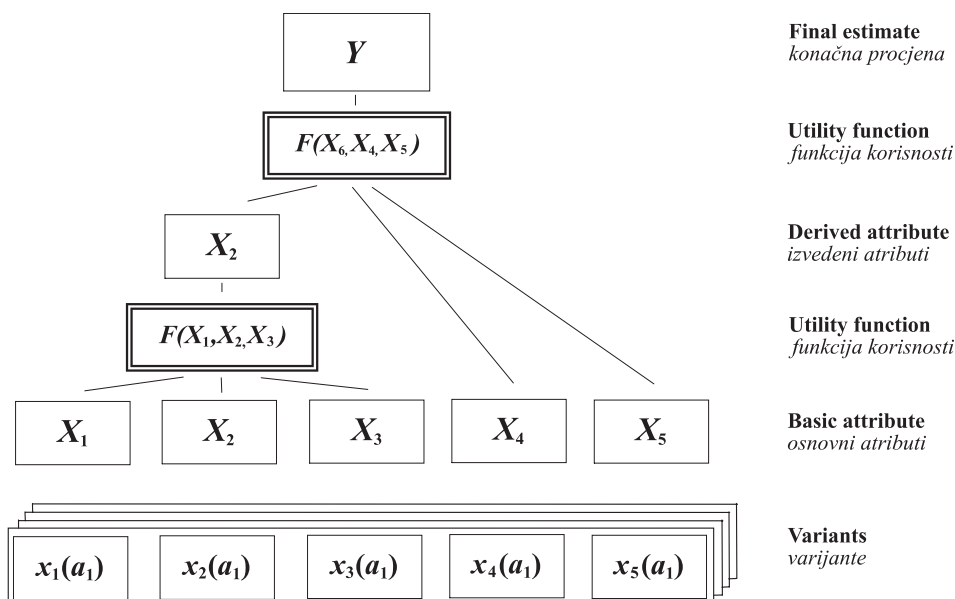 Y
Final estimate
konačna procjena
F(X₆,X₄,X₅)
Utility function
funkcija korisnosti
X₂
Derived attribute
izvedeni atributi
F(X₁,X₂,X₃)
Utility function
funkcija korisnosti
X₁ X₂ X₃ X₄ X₅
Basic attribute
osnovni atributi
x₁(a₁) x₂(a₁) x₃(a₁) x₄(a₁) x₅(a₁)
Variants
varijante